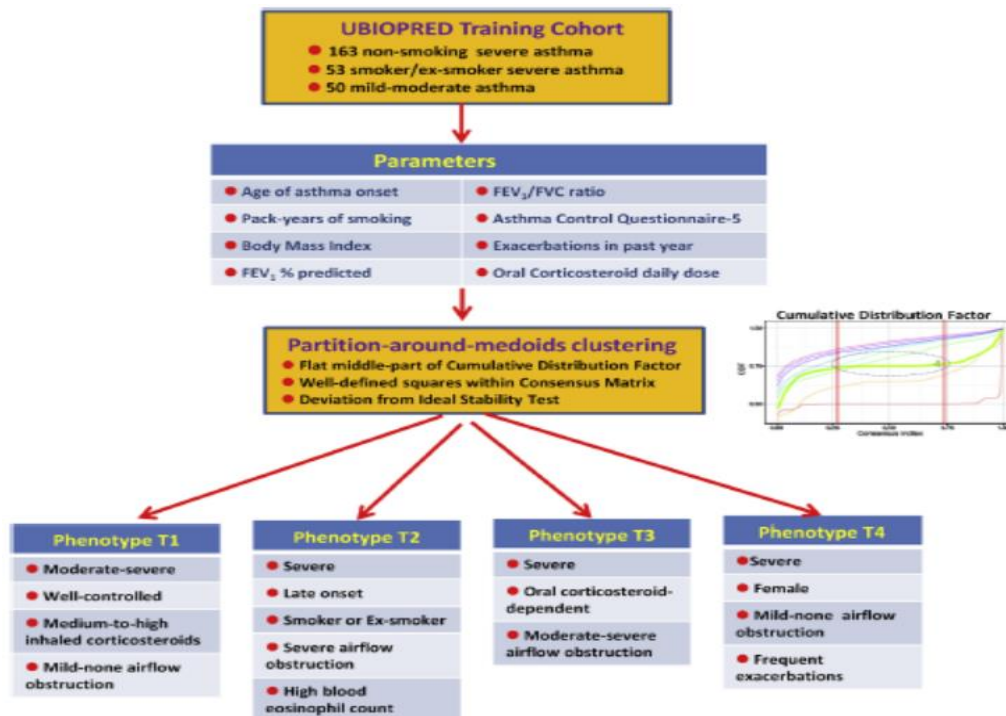 UBIOPRED Training Cohort
163 non-smoking severe asthma
53 smoker/ex-smoker severe asthma
50 mild-moderate asthma
Parameters
Age of asthma onset
FEV₁/FVC ratio
Pack-years of smoking
Asthma Control Questionnaire-5
Body Mass Index
Exacerbations in past year
FEV₁ % predicted
Oral Corticosteroid daily dose
Partition-around-medoids clustering
Flat middle-part of Cumulative Distribution Factor
Well-defined squares within Consensus Matrix
Deviation from Ideal Stability Test
Cumulative Distribution Factor
CDF
Consensus Index
Phenotype T1
Moderate-severe
Well-controlled
Medium-to-high
inhaled corticosteroids
Mild-none airflow
obstruction
Phenotype T2
Severe
Late onset
Smoker or Ex-smoker
Severe airflow
obstruction
High blood
eosinophil count
Phenotype T3
Severe
Oral corticosteroid-
dependent
Moderate-severe
airflow obstruction
Phenotype T4
Severe
Female
Mild-none airflow
obstruction
Frequent
exacerbations